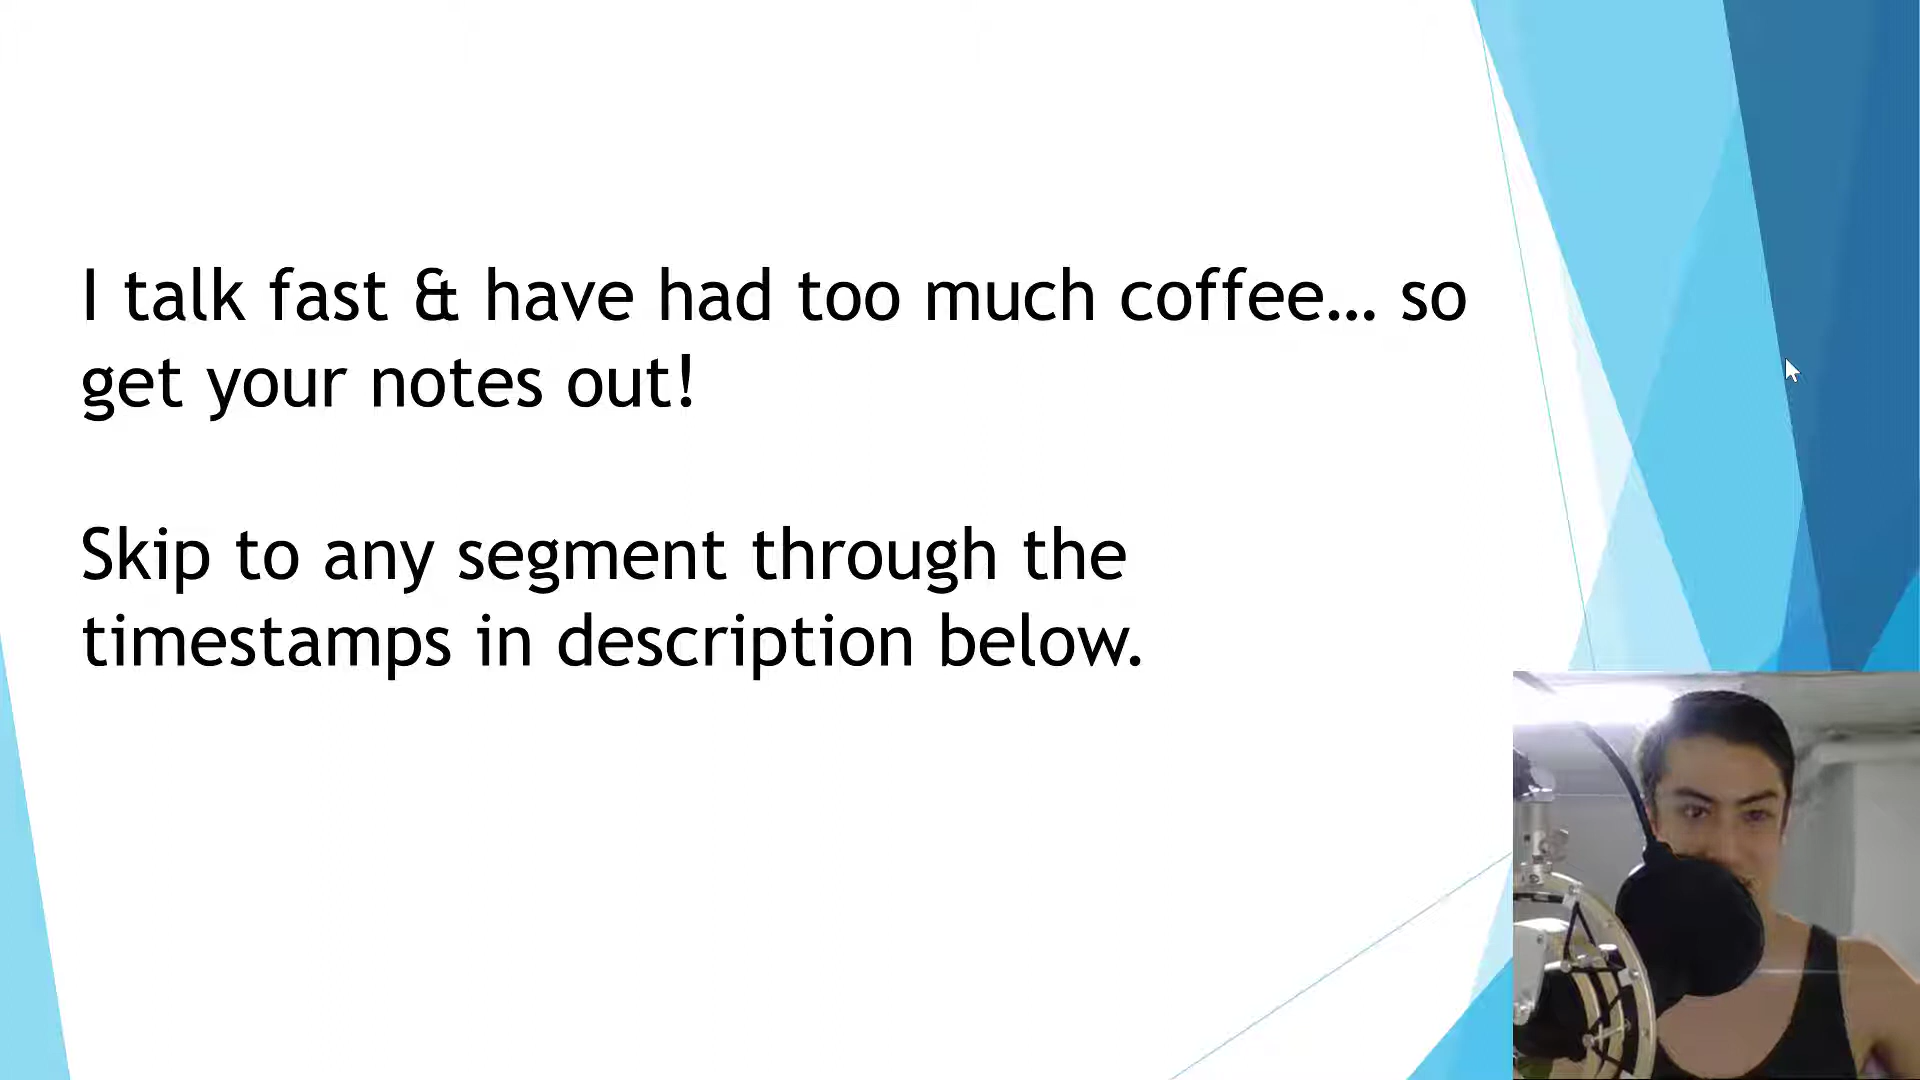 I talk fast & have had too much coffee… so
get your notes out!
Skip to any segment through the
timestamps in description below.